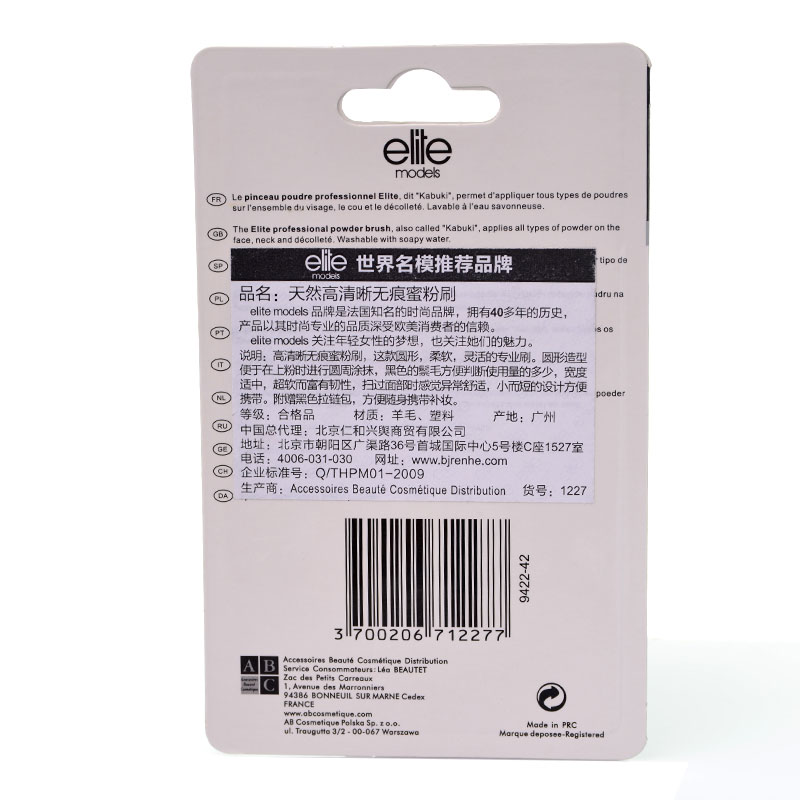 elite
models
FR Le pinceau poudre professionnel Elite, dit "Kabuki", permet d'appliquer tous types de poudres
sur l'ensemble du visage, le cou et le décolleté. Lavable à l'eau savonneuse.
GB The Elite professional powder brush, also called "Kabuki", applies all types of powder on the
face, neck and décolleté. Washable with soapy water.
SP
tipo de
PL
PT
os
IT
NL
poeder
RU
GE
CH
DA
elite models 世界名模推荐品牌
品名：天然高清晰无痕蜜粉刷
elite models 品牌是法国知名的时尚品牌，拥有40多年的历史，
产品以其时尚专业的品质深受欧美消费者的信赖。
elite models 关注年轻女性的梦想，也关注她们的魅力。
说明：高清晰无痕蜜粉刷，这款圆形，柔软，灵活的专业刷。圆形造型
便于在上粉时进行圆周涂抹，黑色的鬃毛方便判断使用量的多少，宽度
适中，超软而富有韧性，扫过面部时感觉异常舒适，小而短的设计方便
携带。附赠黑色拉链包，方便随身携带补妆。
等级：合格品 材质：羊毛、塑料 产地：广州
中国总代理：北京仁和兴舆商贸有限公司
地址：北京市朝阳区广渠路36号首城国际中心5号楼C座1527室
电话：4006-031-030 网址：www.bjrenhe.com
企业标准号：Q/THPM01-2009
生产商：Accessoires Beauté Cosmétique Distribution 货号：1227
9422-42
3 700206 712277
ABC
Accessoires Beauté Cosmétique Distribution
Service Consommateurs: Léa BEAUTET
Zac des Petits Carreaux
1, Avenue des Marronniers
94386 BONNEUIL SUR MARNE Cedex
FRANCE
www.abcosmetique.com
AB Cosmetique Polska Sp. z o.o.
ul. Traugutta 3/2 - 00-067 Warszawa
Made in PRC
Marque deposee-Registered